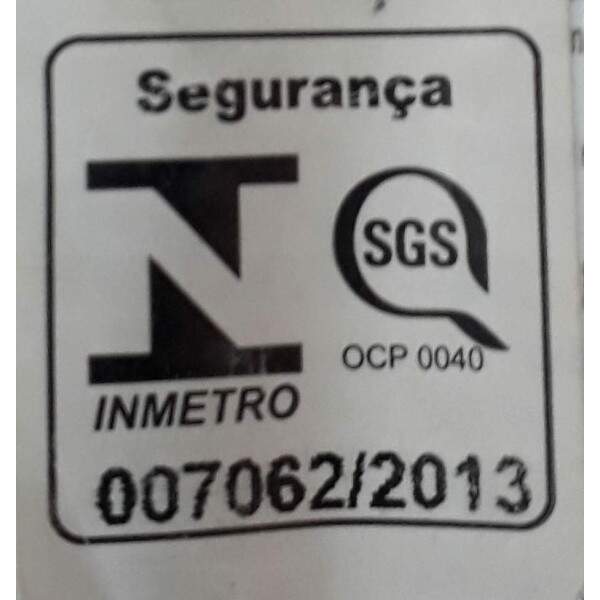 Segurança
SGS
OCP 0040
INMETRO
007062/2013